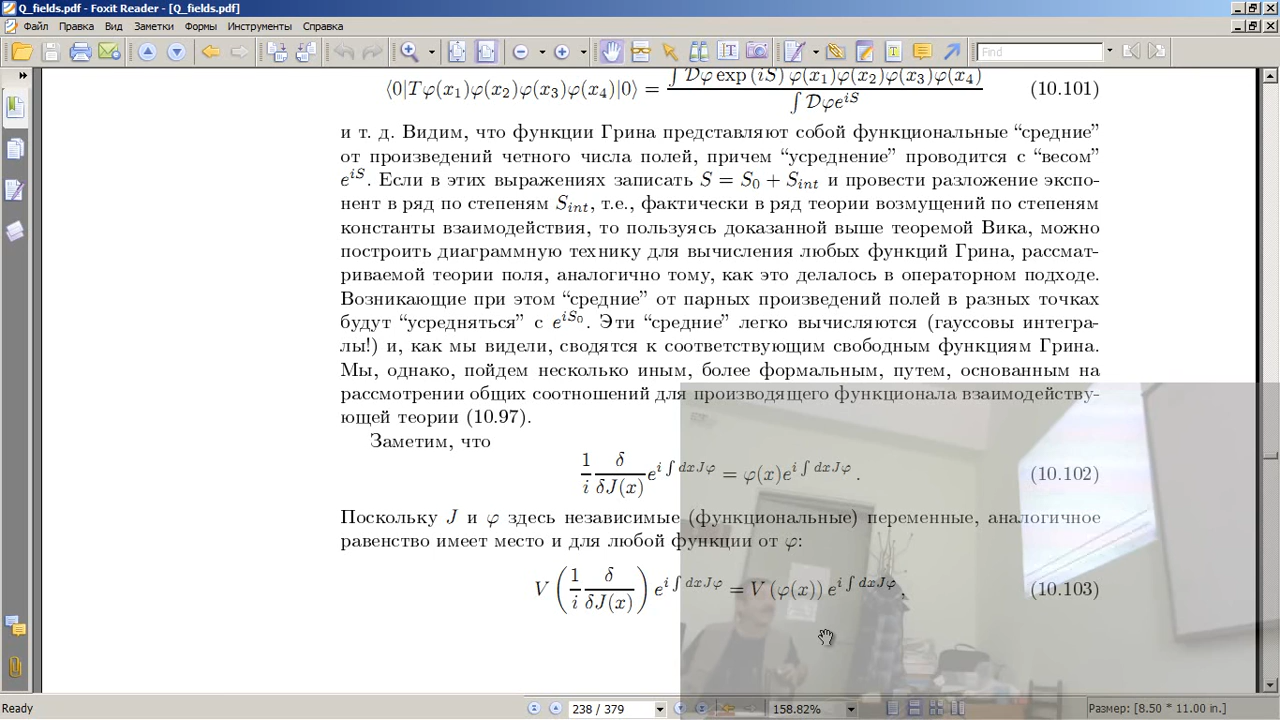 Q_fields.pdf - Foxit Reader - [Q_fields.pdf]
Файл Правка Вид Заметки Формы Инструменты Справка
Find
⟨0|Tφ(x₁)φ(x₂)φ(x₃)φ(x₄)|0⟩ = ∫ Dφ exp (iS) φ(x₁)φ(x₂)φ(x₃)φ(x₄) / ∫ Dφe^{iS} (10.101)
и т. д. Видим, что функции Грина представляют собой функциональные “средние”
от произведений четного числа полей, причем “усреднение” проводится с “весом”
e^{iS}. Если в этих выражениях записать S = S₀ + S_{int} и провести разложение экспо-
нент в ряд по степеням S_{int}, т.е., фактически в ряд теории возмущений по степеням
константы взаимодействия, то пользуясь доказанной выше теоремой Вика, можно
построить диаграммную технику для вычисления любых функций Грина, рассмат-
риваемой теории поля, аналогично тому, как это делалось в операторном подходе.
Возникающие при этом “средние” от парных произведений полей в разных точках
будут “усредняться” с e^{iS₀}. Эти “средние” легко вычисляются (гауссовы интегра-
лы!) и, как мы видели, сводятся к соответствующим свободным функциям Грина.
Мы, однако, пойдем несколько иным, более формальным, путем, основанным на
рассмотрении общих соотношений для производящего функционала взаимодейству-
ющей теории (10.97).
Заметим, что
1/i δ/δJ(x) e^{i ∫ dxJφ} = φ(x)e^{i ∫ dxJφ} . (10.102)
Поскольку J и φ здесь независимые (функциональные) переменные, аналогичное
равенство имеет место и для любой функции от φ:
V (1/i δ/δJ(x)) e^{i ∫ dxJφ} = V (φ(x)) e^{i ∫ dxJφ} , (10.103)
Ready 238 / 379 158.82% Размер: [8.50 * 11.00 in.]